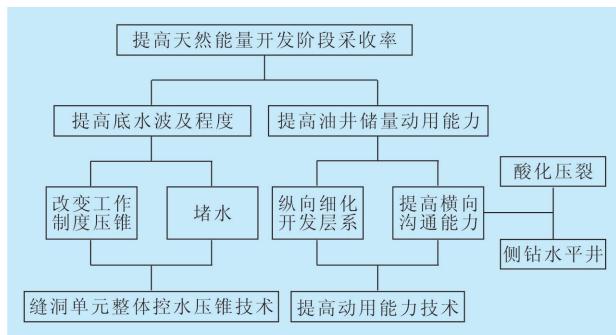 提高天然能量开发阶段采收率
提高底水波及程度
提高油井储量动用能力
改变工作
制度压锥
堵水
纵向细化
开发层系
提高横向
沟通能力
酸化压裂
侧钻水平井
缝洞单元整体控水压锥技术
提高动用能力技术